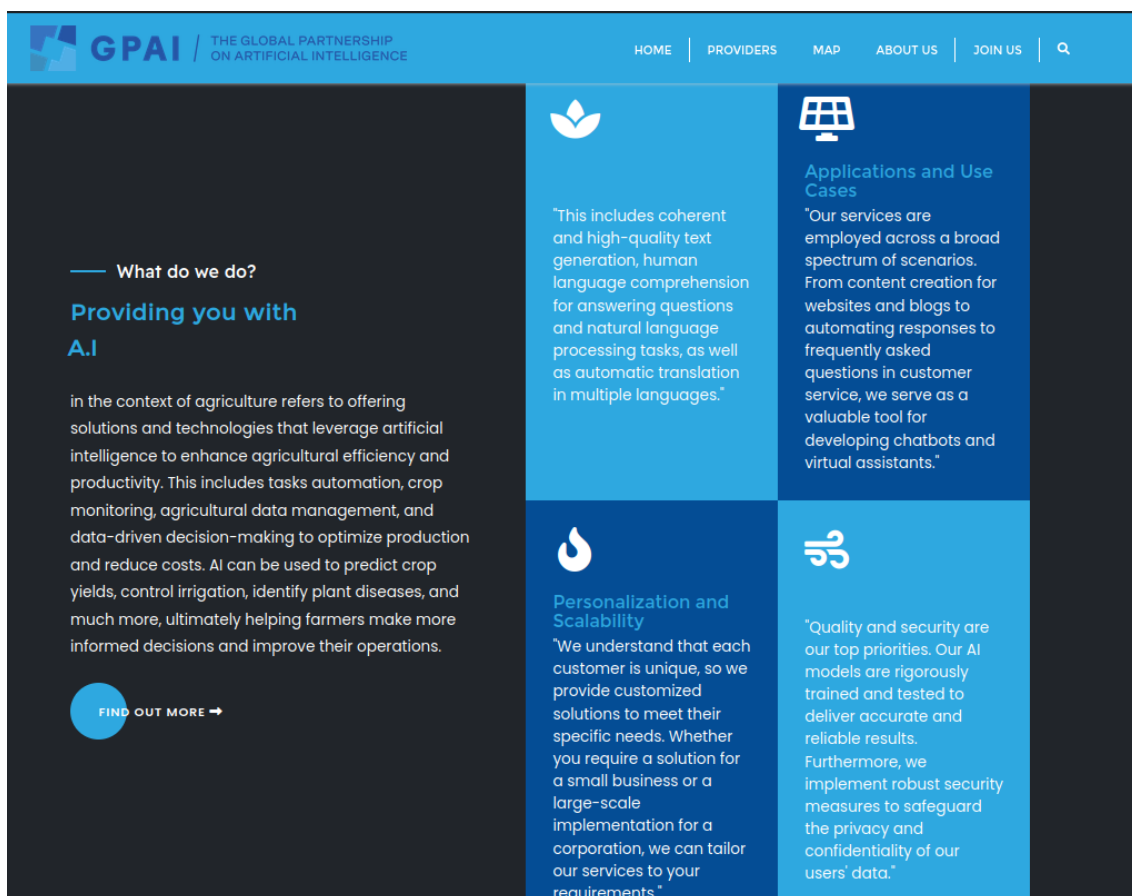 GPAI / THE GLOBAL PARTNERSHIP
ON ARTIFICIAL INTELLIGENCE
HOME
PROVIDERS
MAP
ABOUT US
JOIN US
What do we do?
Providing you with
A.I
in the context of agriculture refers to offering
solutions and technologies that leverage artificial
intelligence to enhance agricultural efficiency and
productivity. This includes tasks automation, crop
monitoring, agricultural data management, and
data-driven decision-making to optimize production
and reduce costs. AI can be used to predict crop
yields, control irrigation, identify plant diseases, and
much more, ultimately helping farmers make more
informed decisions and improve their operations.
FIND OUT MORE
"This includes coherent
and high-quality text
generation, human
language comprehension
for answering questions
and natural language
processing tasks, as well
as automatic translation
in multiple languages."
Applications and Use
Cases
"Our services are
employed across a broad
spectrum of scenarios.
From content creation for
websites and blogs to
automating responses to
frequently asked
questions in customer
service, we serve as a
valuable tool for
developing chatbots and
virtual assistants."
Personalization and
Scalability
"We understand that each
customer is unique, so we
provide customized
solutions to meet their
specific needs. Whether
you require a solution for
a small business or a
large-scale
implementation for a
corporation, we can tailor
our services to your
requirements."
"Quality and security are
our top priorities. Our AI
models are rigorously
trained and tested to
deliver accurate and
reliable results.
Furthermore, we
implement robust security
measures to safeguard
the privacy and
confidentiality of our
users' data."